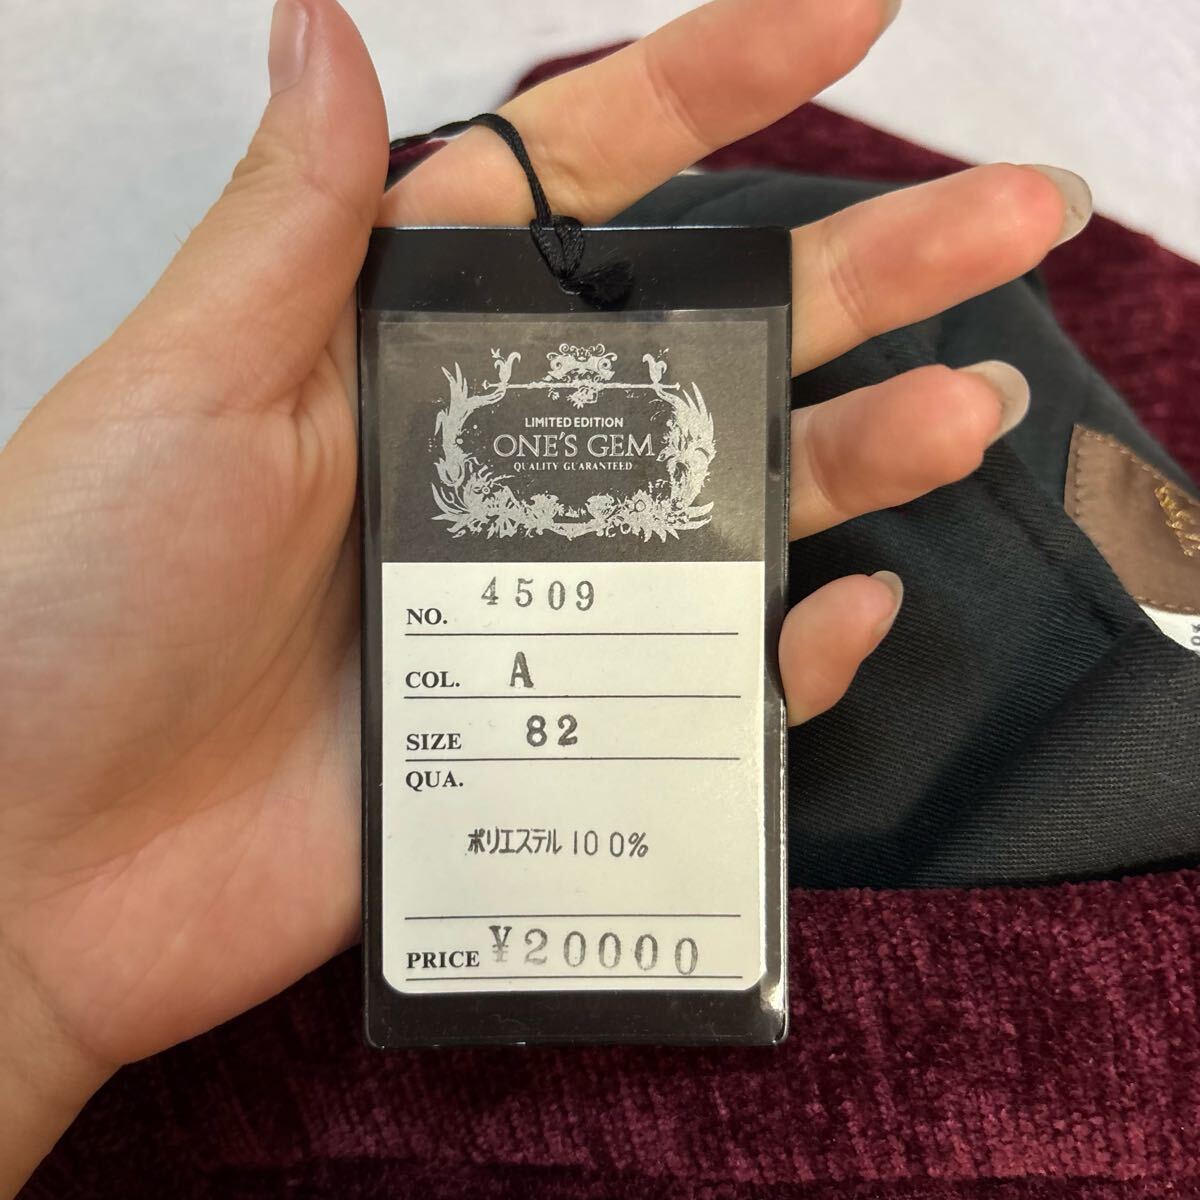 LIMITED EDITION
ONE'S GEM
QUALITY GUARANTEED
NO. 4509
COL. A
SIZE 82
QUA.
ポリエステル 100%
PRICE ¥20000